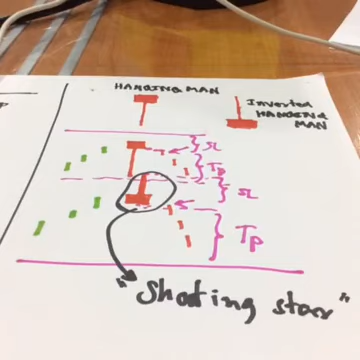 HANGING MAN
Inverted
HANGING
MAN
SL
TP
SL
TP
"Shooting star"